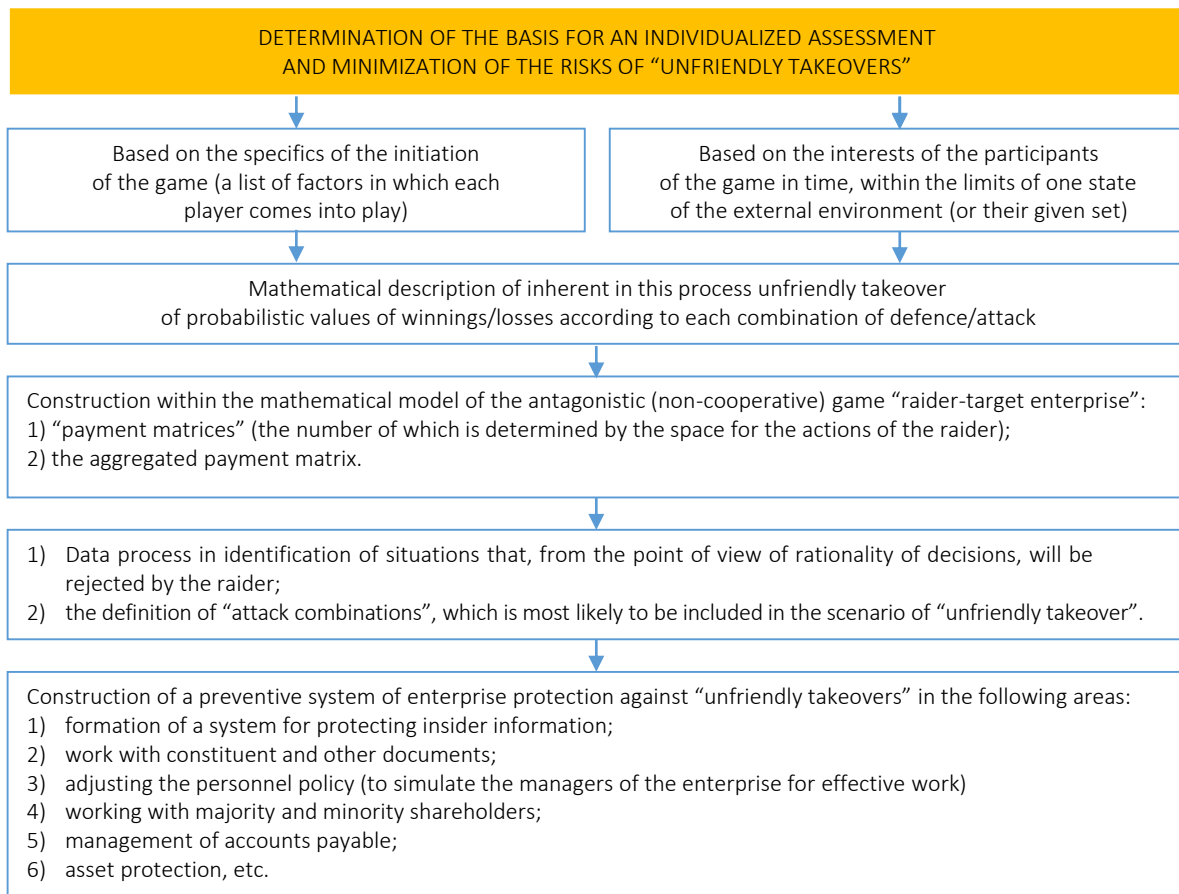 DETERMINATION OF THE BASIS FOR AN INDIVIDUALIZED ASSESSMENT
AND MINIMIZATION OF THE RISKS OF “UNFRIENDLY TAKEOVERS”
Based on the specifics of the initiation
of the game (a list of factors in which each
player comes into play)
Based on the interests of the participants
of the game in time, within the limits of one state
of the external environment (or their given set)
Mathematical description of inherent in this process unfriendly takeover
of probabilistic values of winnings/losses according to each combination of defence/attack
Construction within the mathematical model of the antagonistic (non-cooperative) game “raider-target enterprise”:
1) “payment matrices” (the number of which is determined by the space for the actions of the raider);
2) the aggregated payment matrix.
1) Data process in identification of situations that, from the point of view of rationality of decisions, will be
rejected by the raider;
2) the definition of “attack combinations”, which is most likely to be included in the scenario of “unfriendly takeover”.
Construction of a preventive system of enterprise protection against “unfriendly takeovers” in the following areas:
1) formation of a system for protecting insider information;
2) work with constituent and other documents;
3) adjusting the personnel policy (to simulate the managers of the enterprise for effective work)
4) working with majority and minority shareholders;
5) management of accounts payable;
6) asset protection, etc.